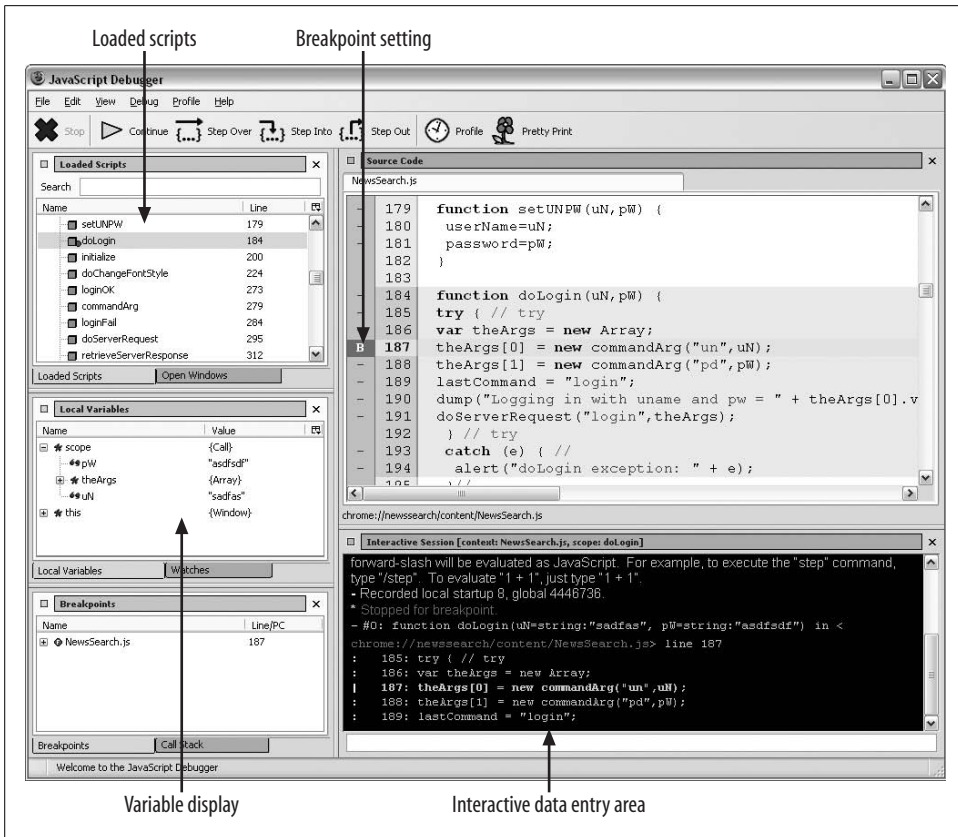 Loaded scripts
Breakpoint setting
JavaScript Debugger
File Edit View Debug Profile Help
Stop Continue Step Over Step Into Step Out Profile Pretty Print
Loaded Scripts
Search
Name Line
setUNPW 179
doLogin 184
initialize 200
doChangeFontStyle 224
loginOK 273
commandArg 279
loginFail 284
doServerRequest 295
retrieveServerResponse 312
Loaded Scripts Open Windows
Local Variables
Name Value
scope {Call}
pW "asdfsdf"
theArgs {Array}
uN "sadfas"
this {Window}
Local Variables Watches
Breakpoints
Name Line/PC
NewsSearch.js 187
Breakpoints Call Stack
Welcome to the JavaScript Debugger
Source Code
NewsSearch.js
- 179 function setUNPW(uN,pW) {
- 180 userName=uN;
- 181 password=pW;
182 }
183
- 184 function doLogin(uN,pW) {
- 185 try { // try
- 186 var theArgs = new Array;
B 187 theArgs[0] = new commandArg("un",uN);
- 188 theArgs[1] = new commandArg("pd",pW);
- 189 lastCommand = "login";
- 190 dump("Logging in with uname and pw = " + theArgs[0].v
- 191 doServerRequest("login",theArgs);
192 } // try
- 193 catch (e) { //
- 194 alert("doLogin exception: " + e);
195 }//
chrome://newssearch/content/NewsSearch.js
Interactive Session [context: NewsSearch.js, scope: doLogin]
forward-slash will be evaluated as JavaScript. For example, to execute the "step" command,
type "/step". To evaluate "1 + 1", just type "1 + 1".
- Recorded local startup 8, global 4446736.
* Stopped for breakpoint.
- #0: function doLogin(uN=string:"sadfas", pW=string:"asdfsdf") in <
chrome://newssearch/content/NewsSearch.js> line 187
: 185: try { // try
: 186: var theArgs = new Array;
| 187: theArgs[0] = new commandArg("un",uN);
: 188: theArgs[1] = new commandArg("pd",pW);
: 189: lastCommand = "login";
Variable display
Interactive data entry area